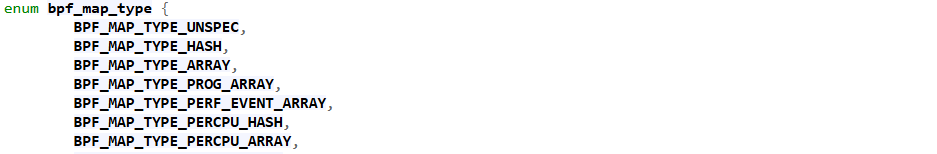 enum bpf_map_type {
BPF_MAP_TYPE_UNSPEC,
BPF_MAP_TYPE_HASH,
BPF_MAP_TYPE_ARRAY,
BPF_MAP_TYPE_PROG_ARRAY,
BPF_MAP_TYPE_PERF_EVENT_ARRAY,
BPF_MAP_TYPE_PERCPU_HASH,
BPF_MAP_TYPE_PERCPU_ARRAY,